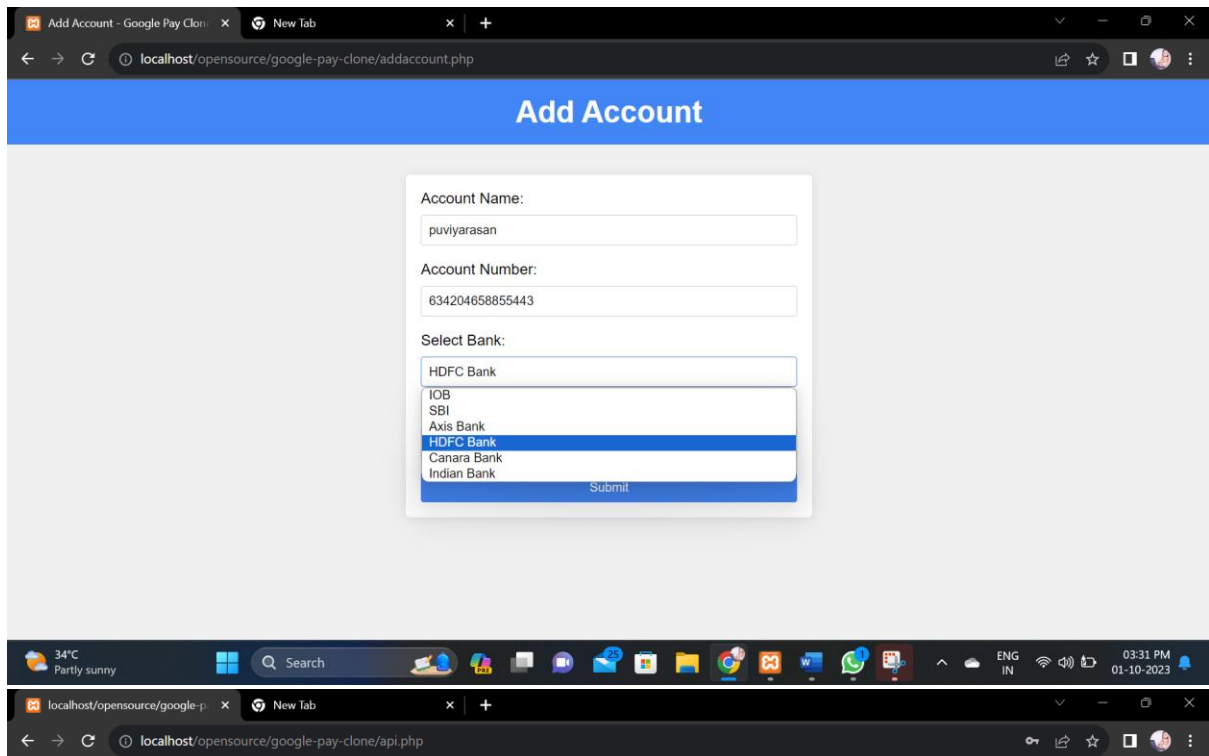 Add Account - Google Pay Clon
New Tab
localhost/opensource/google-pay-clone/addaccount.php
Add Account
Account Name:
puviyarasan
Account Number:
634204658855443
Select Bank:
HDFC Bank
IOB
SBI
Axis Bank
HDFC Bank
Canara Bank
Indian Bank
Submit
34°C
Partly sunny
Search
PRE
25
1
ENG
IN
03:31 PM
01-10-2023
localhost/opensource/google-p
New Tab
localhost/opensource/google-pay-clone/api.php